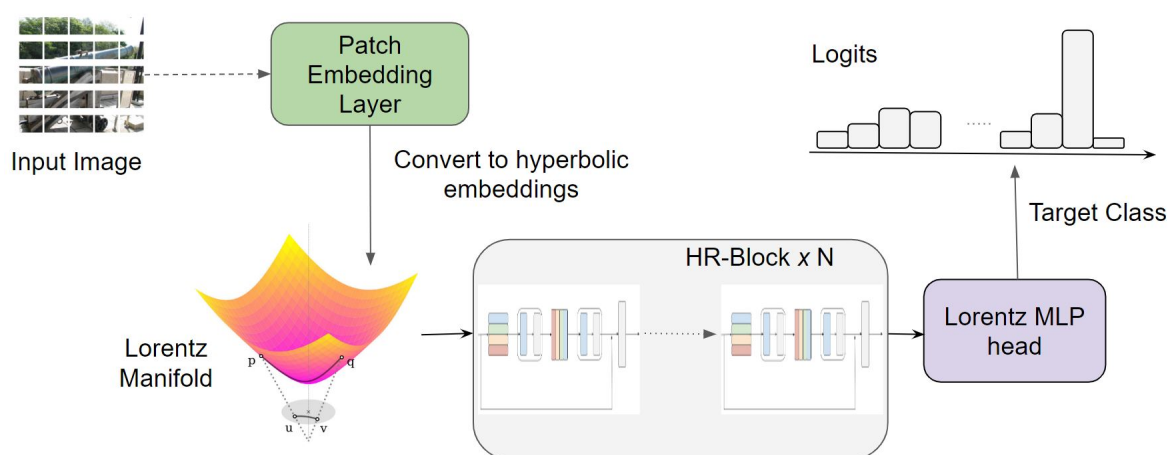 Patch
Embedding
Layer
Logits
.....
Input Image
Convert to hyperbolic
embeddings
Target Class
HR-Block x N
Lorentz
Manifold
p
q
u
v
Lorentz MLP
head